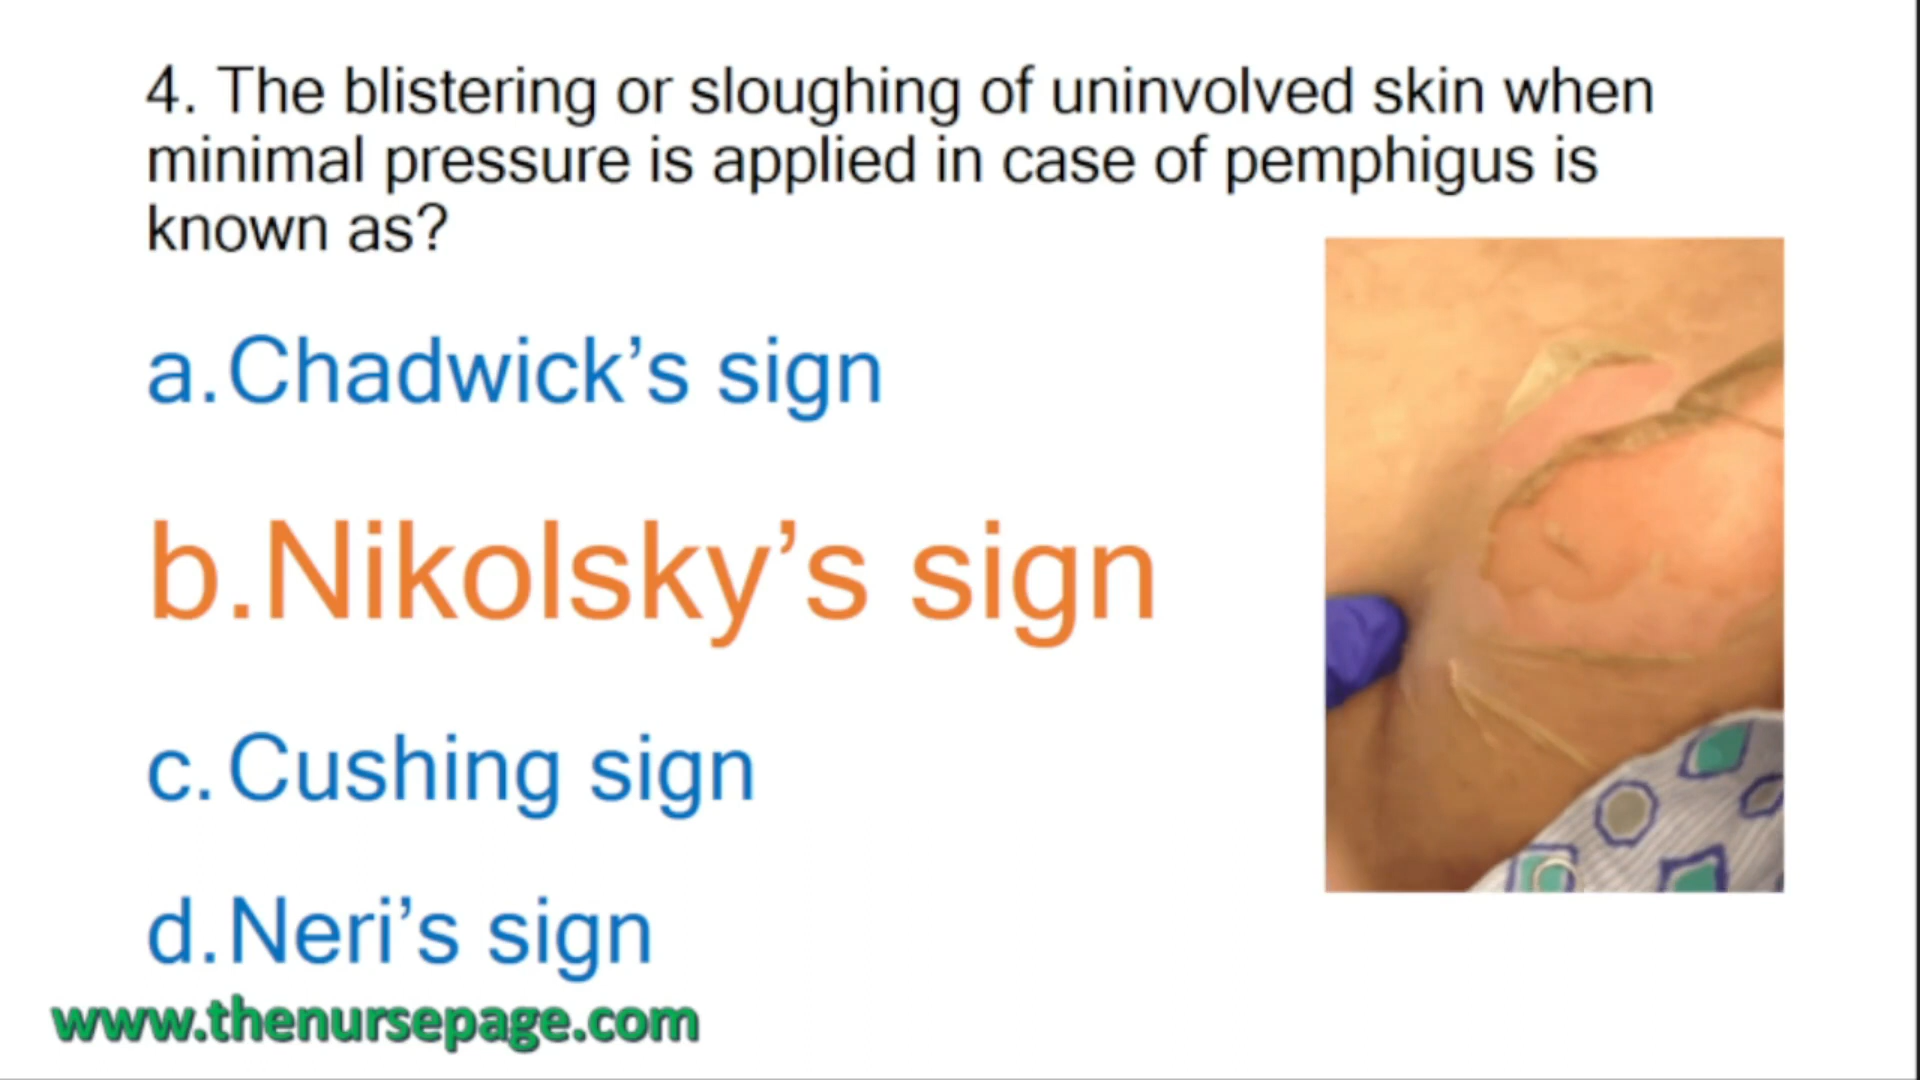 4. The blistering or sloughing of uninvolved skin when
minimal pressure is applied in case of pemphigus is
known as?
a. Chadwick’s sign
b. Nikolsky’s sign
c. Cushing sign
d. Neri’s sign
www.thenursepage.com